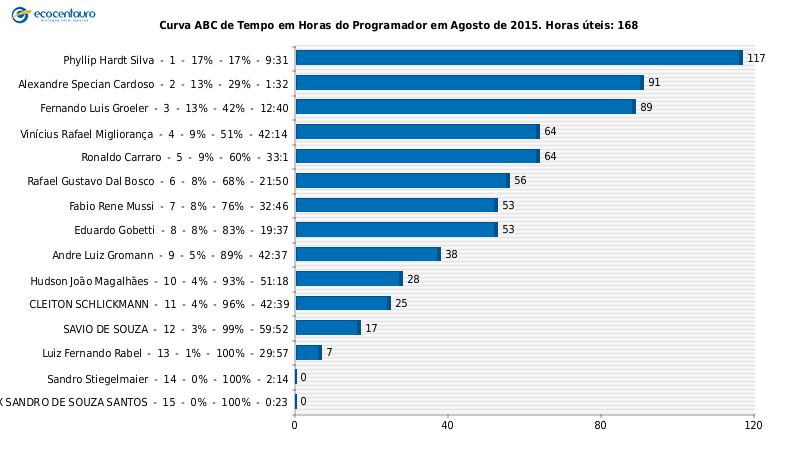 ecocentauro
Curva ABC de Tempo em Horas do Programador em Agosto de 2015. Horas úteis: 168
Phyllip Hardt Silva - 1 - 17% - 17% - 9:31 117
Alexandre Specian Cardoso - 2 - 13% - 29% - 1:32 91
Fernando Luis Groeler - 3 - 13% - 42% - 12:40 89
Vinícius Rafael Migliorança - 4 - 9% - 51% - 42:14 64
Ronaldo Carraro - 5 - 9% - 60% - 33:1 64
Rafael Gustavo Dal Bosco - 6 - 8% - 68% - 21:50 56
Fabio Rene Mussi - 7 - 8% - 76% - 32:46 53
Eduardo Gobetti - 8 - 8% - 83% - 19:37 53
Andre Luiz Gromann - 9 - 5% - 89% - 42:37 38
Hudson João Magalhães - 10 - 4% - 93% - 51:18 28
CLEITON SCHLICKMANN - 11 - 4% - 96% - 42:39 25
SAVIO DE SOUZA - 12 - 3% - 99% - 59:52 17
Luiz Fernando Rabel - 13 - 1% - 100% - 29:57 7
Sandro Stiegelmaier - 14 - 0% - 100% - 2:14 0
X SANDRO DE SOUZA SANTOS - 15 - 0% - 100% - 0:23 0
0 40 80 120